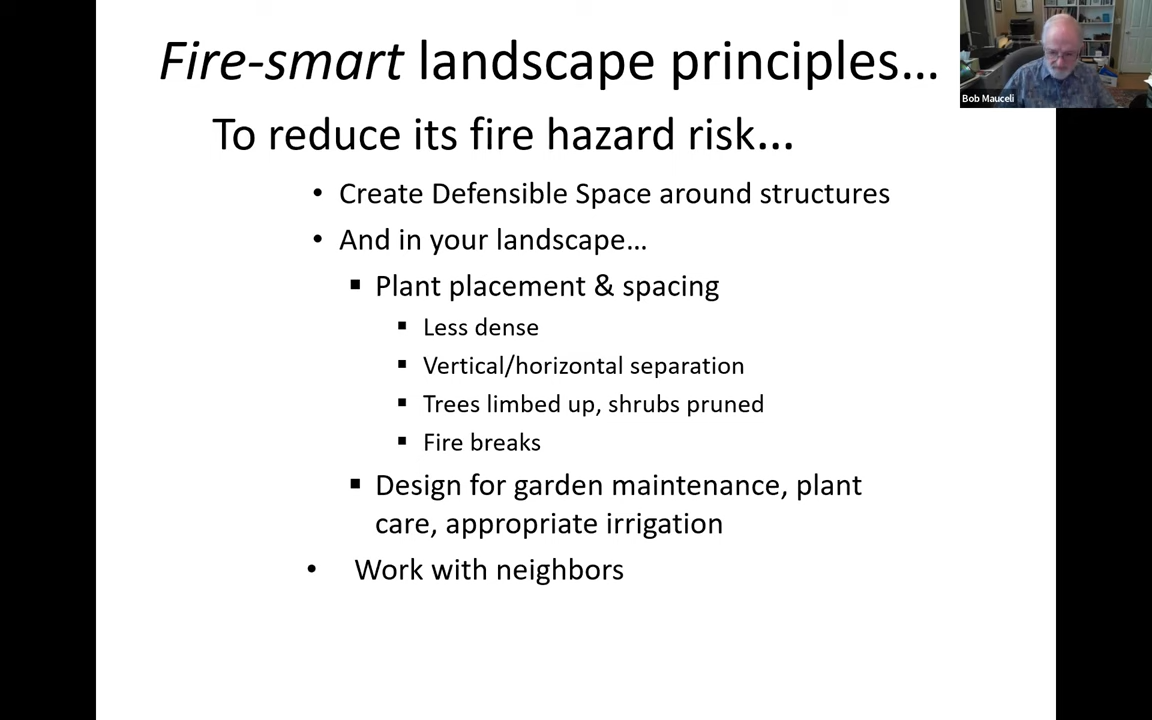 Fire-smart landscape principles...
Bob Mauceli
To reduce its fire hazard risk...
• Create Defensible Space around structures
• And in your landscape...
▪ Plant placement & spacing
▪ Less dense
▪ Vertical/horizontal separation
▪ Trees limbed up, shrubs pruned
▪ Fire breaks
▪ Design for garden maintenance, plant
care, appropriate irrigation
• Work with neighbors